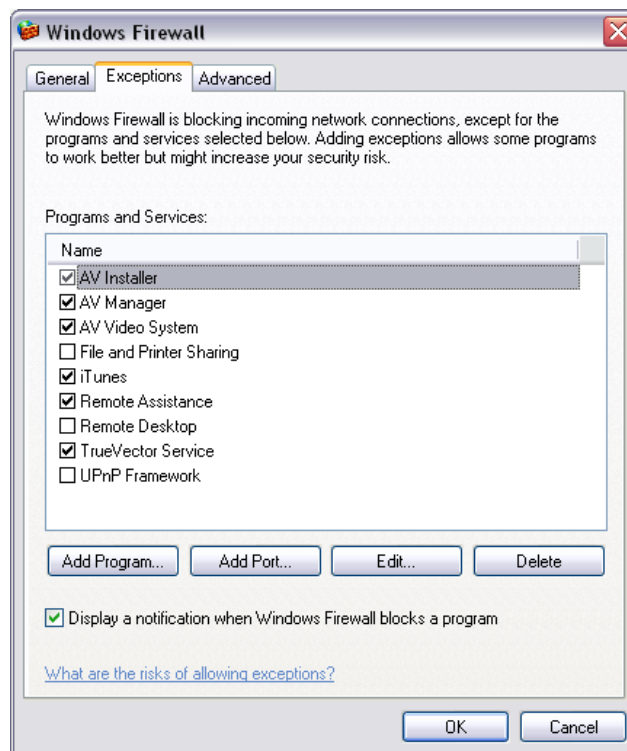 Windows Firewall
General Exceptions Advanced
Windows Firewall is blocking incoming network connections, except for the
programs and services selected below. Adding exceptions allows some programs
to work better but might increase your security risk.
Programs and Services:
Name
AV Installer
AV Manager
AV Video System
File and Printer Sharing
iTunes
Remote Assistance
Remote Desktop
TrueVector Service
UPnP Framework
Add Program... Add Port... Edit... Delete
Display a notification when Windows Firewall blocks a program
What are the risks of allowing exceptions?
OK Cancel